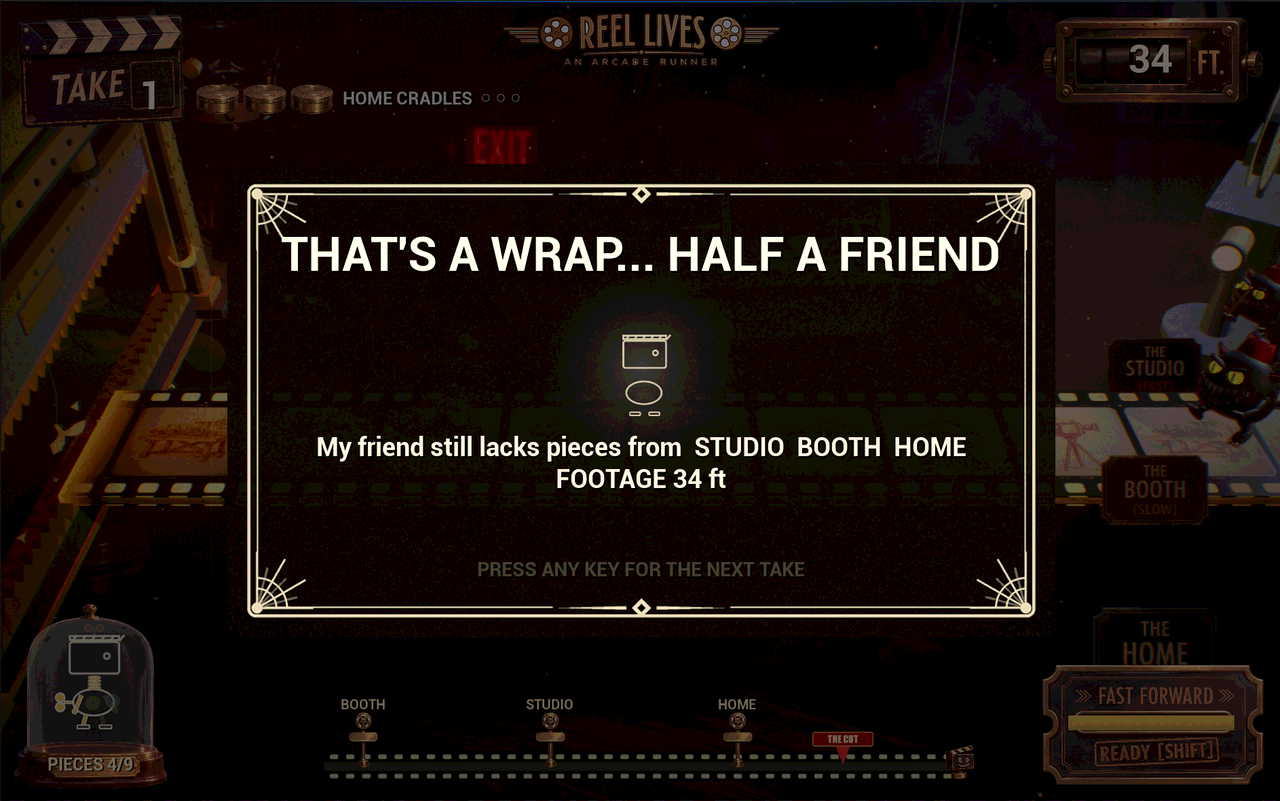 REEL LIVES
AN ARCADE RUNNER
TAKE 1
34 FT.
HOME CRADLES
EXIT
THAT'S A WRAP... HALF A FRIEND
My friend still lacks pieces from STUDIO BOOTH HOME
FOOTAGE 34 ft
PRESS ANY KEY FOR THE NEXT TAKE
THE
STUDIO
(FAST)
THE
BOOTH
(SLOW)
THE
HOME
PIECES 4/9
BOOTH
STUDIO
HOME
THE CUT
FAST FORWARD
READY [SHIFT]